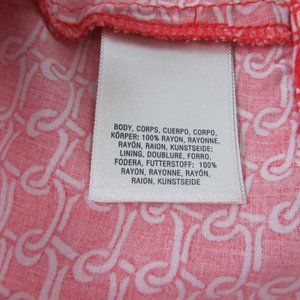 BODY, CORPS, CUERPO, CORPO,
KÖRPER: 100% RAYON, RAYONNE,
RAYÓN, RAION, KUNSTSEIDE;
LINING, DOUBLURE, FORRO,
FODERA, FUTTERSTOFF: 100%
RAYON, RAYONNE, RAYÓN,
RAION, KUNSTSEIDE